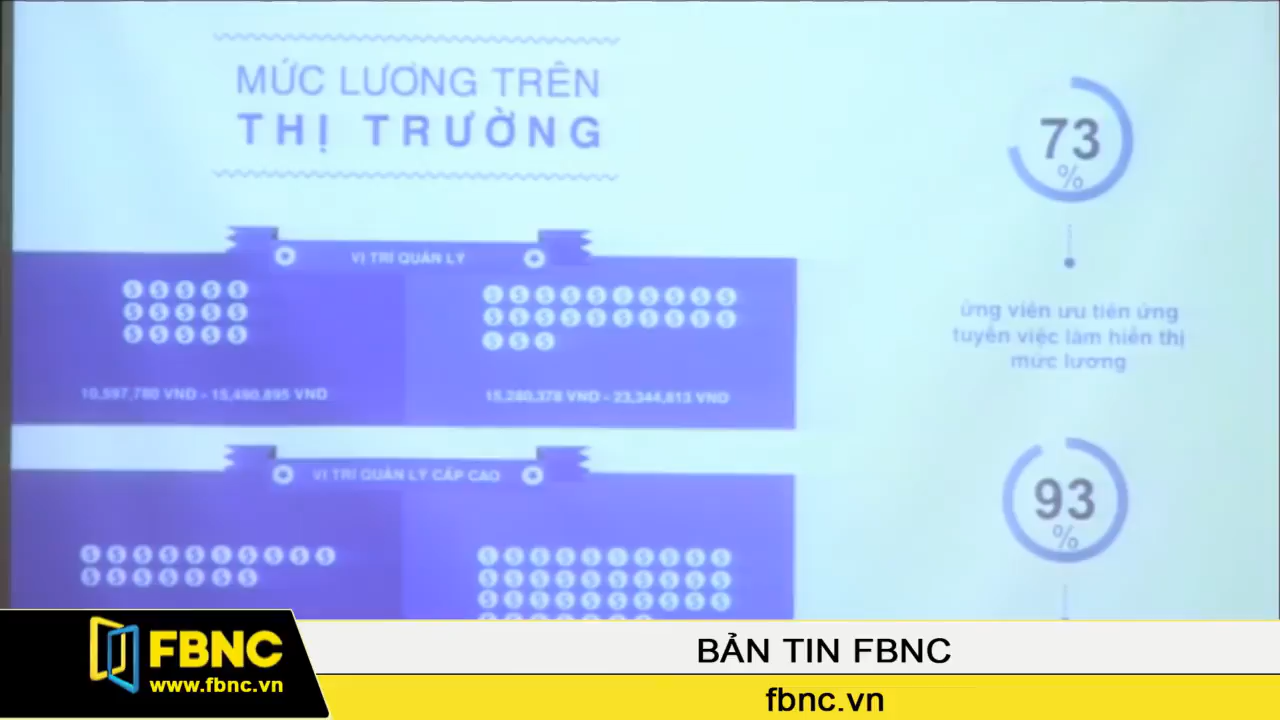 MỨC LƯƠNG TRÊN
THỊ TRƯỜNG
VỊ TRÍ QUẢN LÝ
10,597,780 VND - 15,490,895 VND
15,280,378 VND - 23,344,613 VND
VỊ TRÍ QUẢN LÝ CẤP CAO
73
%
ứng viên ưu tiên ứng
tuyển việc làm hiển thị
mức lương
93
%
FBNC
www.fbnc.vn
BẢN TIN FBNC
fbnc.vn